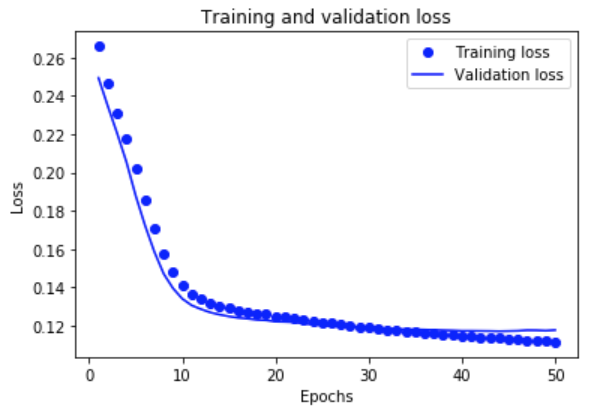 Training and validation loss
Training loss
Validation loss
0.26
0.24
0.22
0.20
0.18
0.16
0.14
0.12
Loss
0
10
20
30
40
50
Epochs